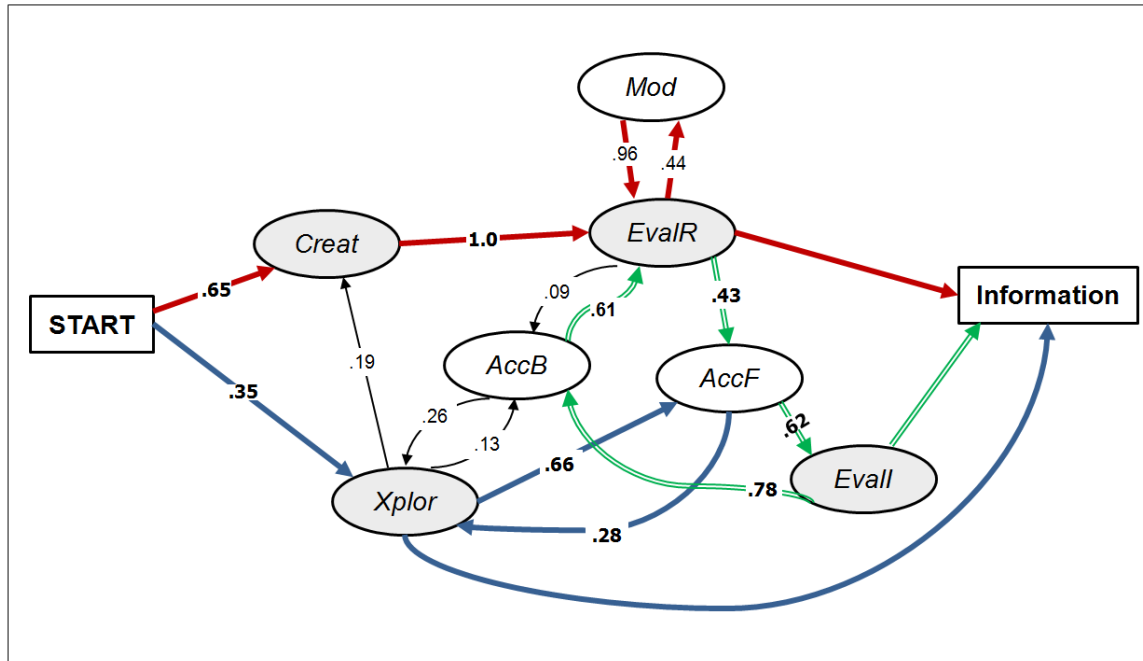 Mod
.96
.44
Creat
1.0
EvalR
.65
START
.09
.61
.43
Information
.19
AccB
AccF
.35
.26
.13
.66
.62
Xplor
.78
EvalI
.28